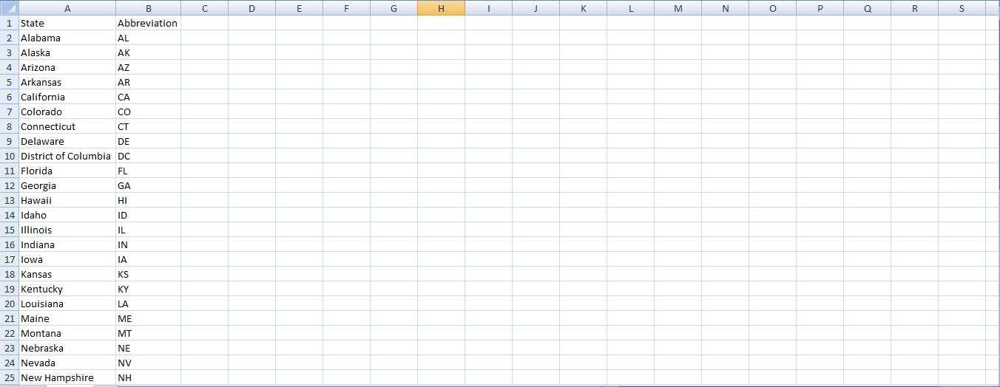 A B C D E F G H I J K L M N O P Q R S
1 State Abbreviation
2 Alabama AL
3 Alaska AK
4 Arizona AZ
5 Arkansas AR
6 California CA
7 Colorado CO
8 Connecticut CT
9 Delaware DE
10 District of Columbia DC
11 Florida FL
12 Georgia GA
13 Hawaii HI
14 Idaho ID
15 Illinois IL
16 Indiana IN
17 Iowa IA
18 Kansas KS
19 Kentucky KY
20 Louisiana LA
21 Maine ME
22 Montana MT
23 Nebraska NE
24 Nevada NV
25 New Hampshire NH